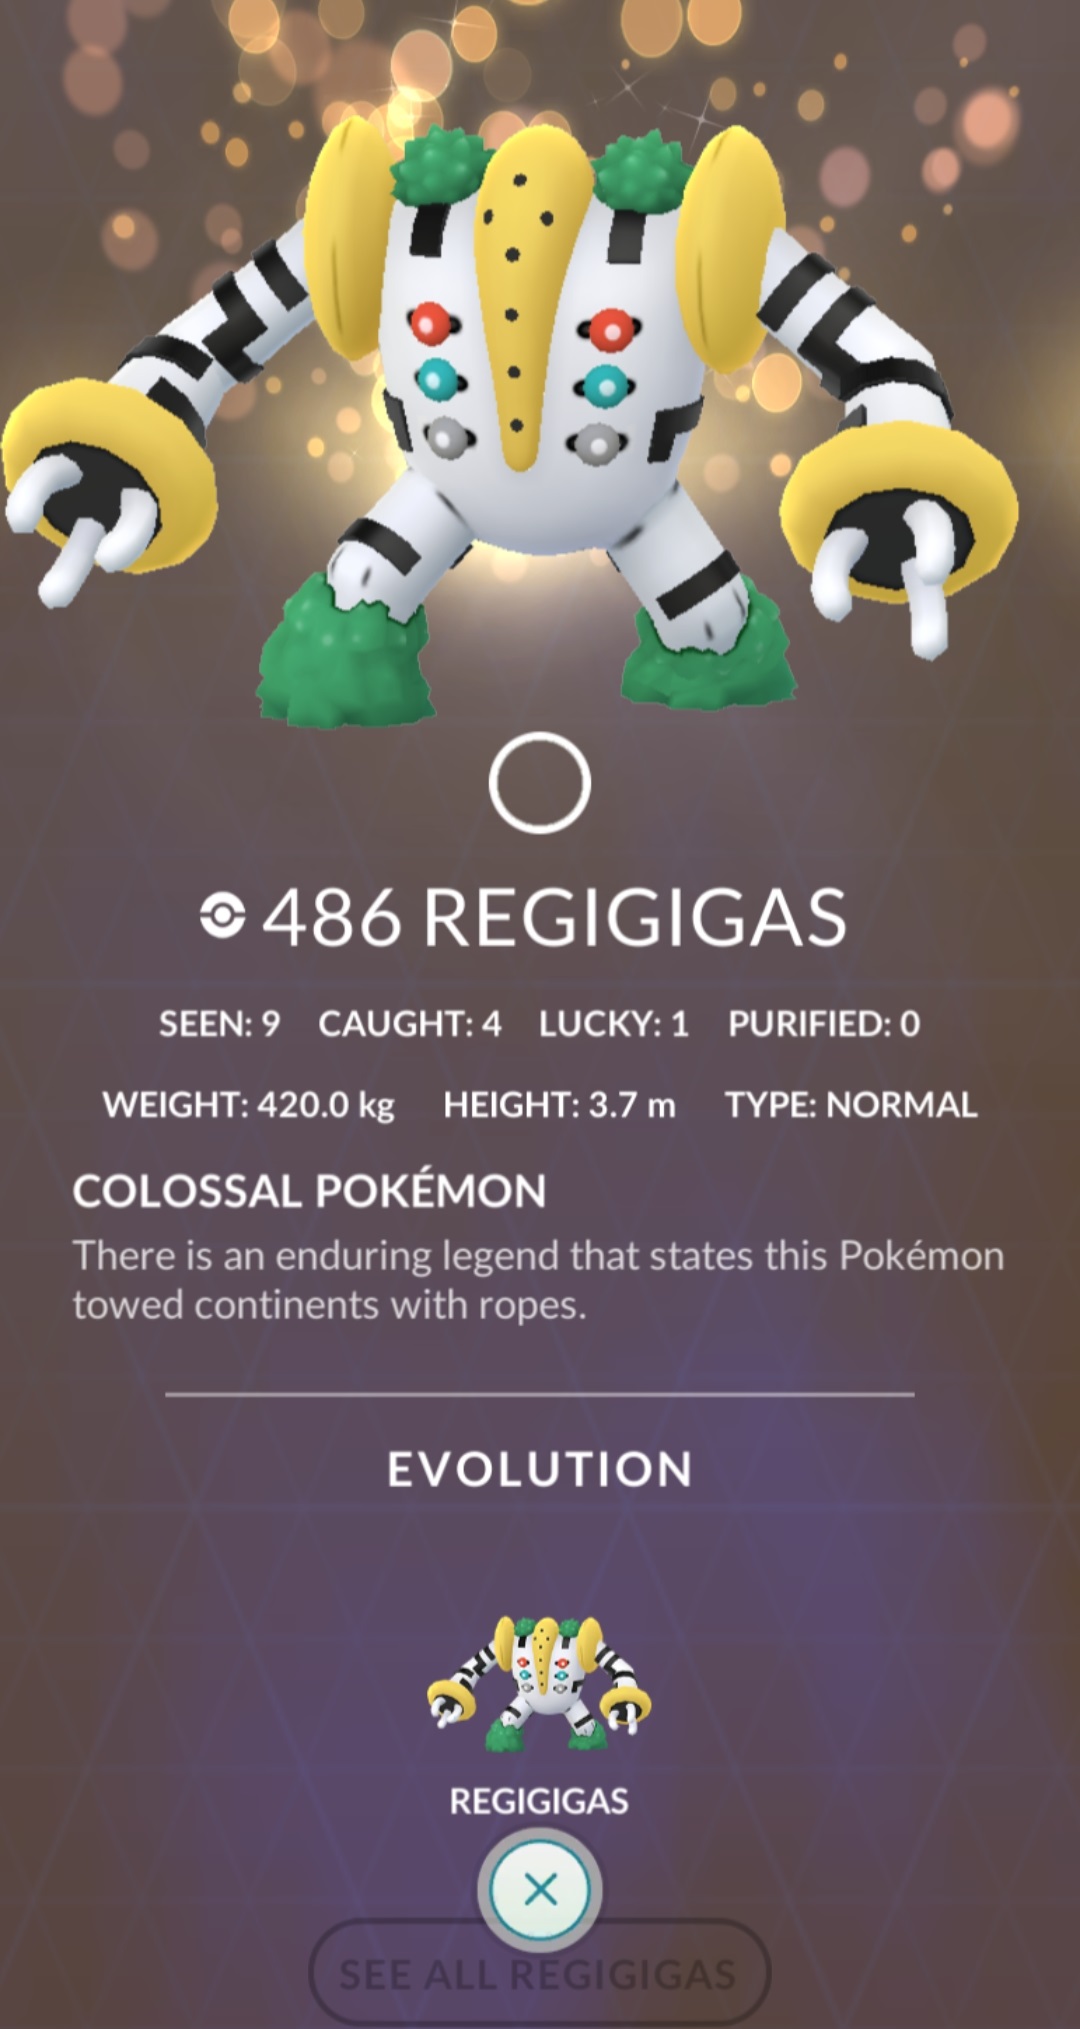 486 REGIGIGAS
SEEN: 9 CAUGHT: 4 LUCKY: 1 PURIFIED: 0
WEIGHT: 420.0 kg HEIGHT: 3.7 m TYPE: NORMAL
COLOSSAL POKÉMON
There is an enduring legend that states this Pokémon
towed continents with ropes.
EVOLUTION
REGIGIGAS
SEE ALL REGIGIGAS